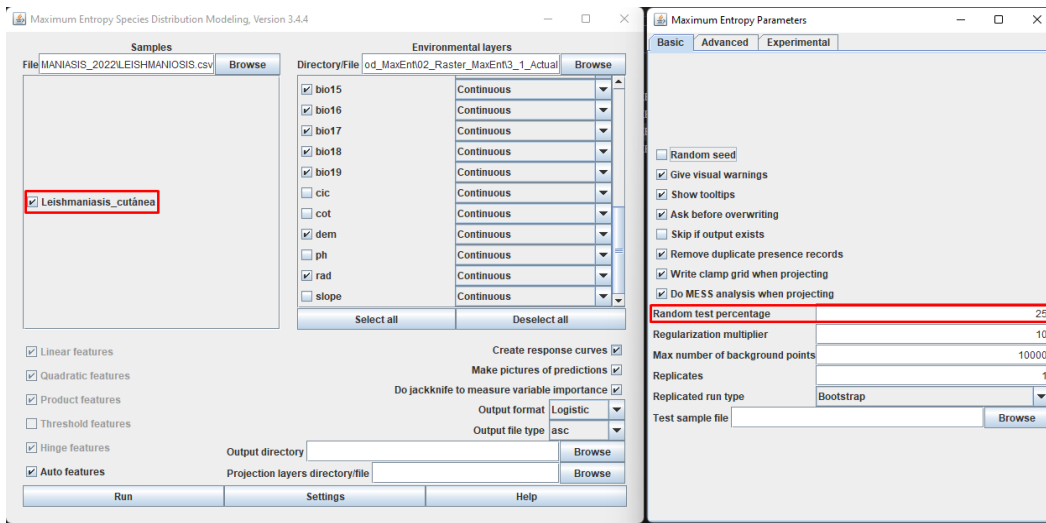 Maximum Entropy Species Distribution Modeling, Version 3.4.4
Samples
File MANIASIS_2022\LEISHMANIOSIS.csv Browse
Leishmaniasis_cutánea
Environmental layers
Directory/File od_MaxEnt\02_Raster_MaxEnt\3_1_Actual Browse
bio15 Continuous
bio16 Continuous
bio17 Continuous
bio18 Continuous
bio19 Continuous
cic Continuous
cot Continuous
dem Continuous
ph Continuous
rad Continuous
slope Continuous
Select all Deselect all
Linear features
Quadratic features
Product features
Threshold features
Hinge features
Auto features
Create response curves
Make pictures of predictions
Do jackknife to measure variable importance
Output format Logistic
Output file type asc
Output directory Browse
Projection layers directory/file Browse
Run Settings Help
Maximum Entropy Parameters
Basic Advanced Experimental
Random seed
Give visual warnings
Show tooltips
Ask before overwriting
Skip if output exists
Remove duplicate presence records
Write clamp grid when projecting
Do MESS analysis when projecting
Random test percentage 25
Regularization multiplier 10
Max number of background points 10000
Replicates 1
Replicated run type Bootstrap
Test sample file Browse